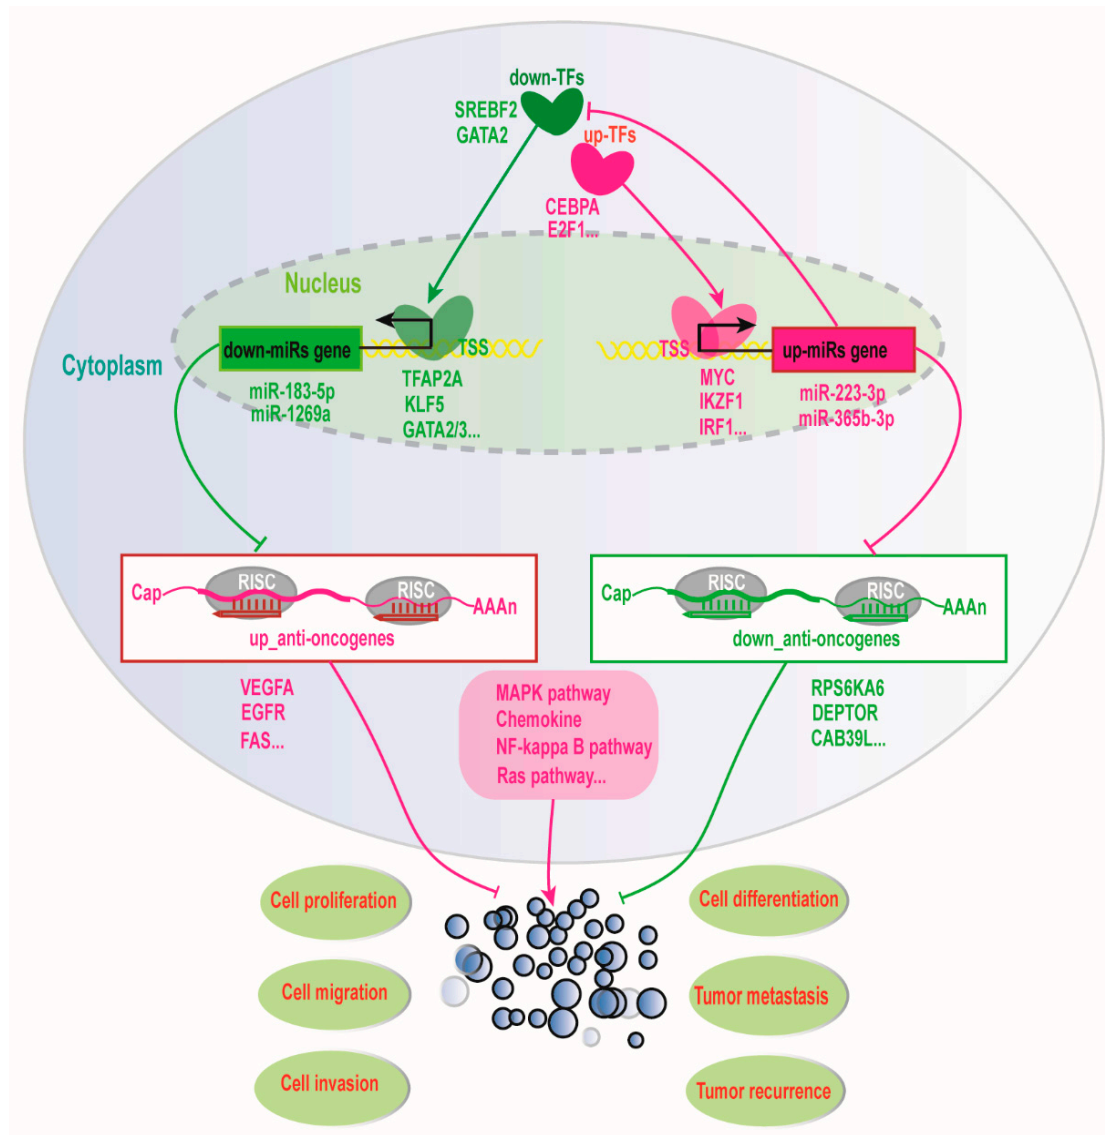 down-TFs
SREBF2
GATA2
up-TFs
CEBPA
E2F1...
Nucleus
Cytoplasm
down-miRs gene
TSS
TSS
up-miRs gene
miR-183-5p
miR-1269a
TFAP2A
KLF5
GATA2/3...
MYC
IKZF1
IRF1...
miR-223-3p
miR-365b-3p
Cap
RISC
RISC
AAAn
up_anti-oncogenes
Cap
RISC
RISC
AAAn
down_anti-oncogenes
VEGFA
EGFR
FAS...
MAPK pathway
Chemokine
NF-kappa B pathway
Ras pathway...
RPS6KA6
DEPTOR
CAB39L...
Cell proliferation
Cell migration
Cell invasion
Cell differentiation
Tumor metastasis
Tumor recurrence